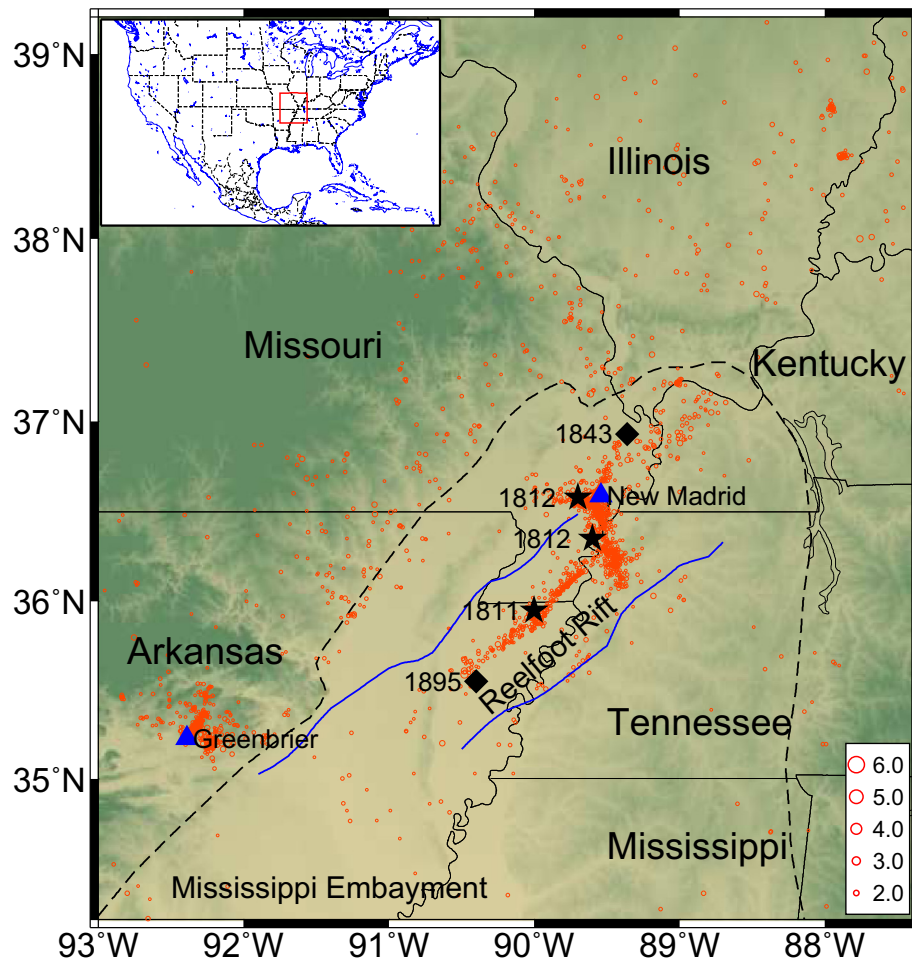 39°N
Illinois
38°N
Missouri
Kentucky
37°N
1843
1812
New Madrid
1812
36°N
1811
Reelfoot Rift
Arkansas
1895
Greenbrier
Tennessee
35°N
6.0
5.0
4.0
3.0
2.0
Mississippi
Mississippi Embayment
93°W
92°W
91°W
90°W
89°W
88°W